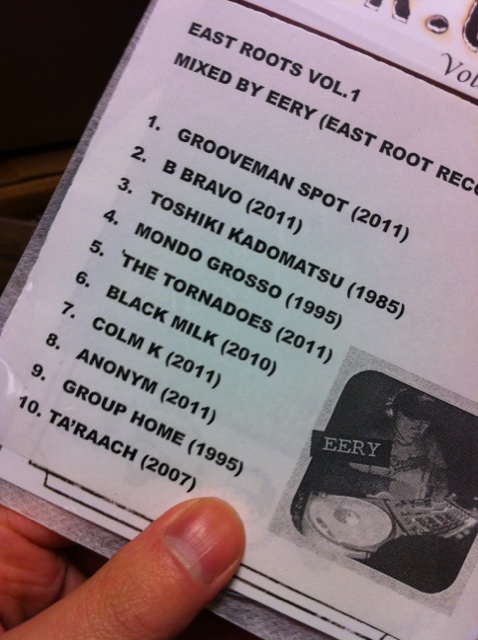 Vol
EAST ROOTS VOL.1
MIXED BY EERY (EAST ROOT RECO
1. GROOVEMAN SPOT (2011)
2. B BRAVO (2011)
3. TOSHIKI KADOMATSU (1985)
4. MONDO GROSSO (1995)
5. THE TORNADOES (2011)
6. BLACK MILK (2010)
7. COLM K (2011)
8. ANONYM (2011)
9. GROUP HOME (1995)
10. TA'RAACH (2007)
EERY